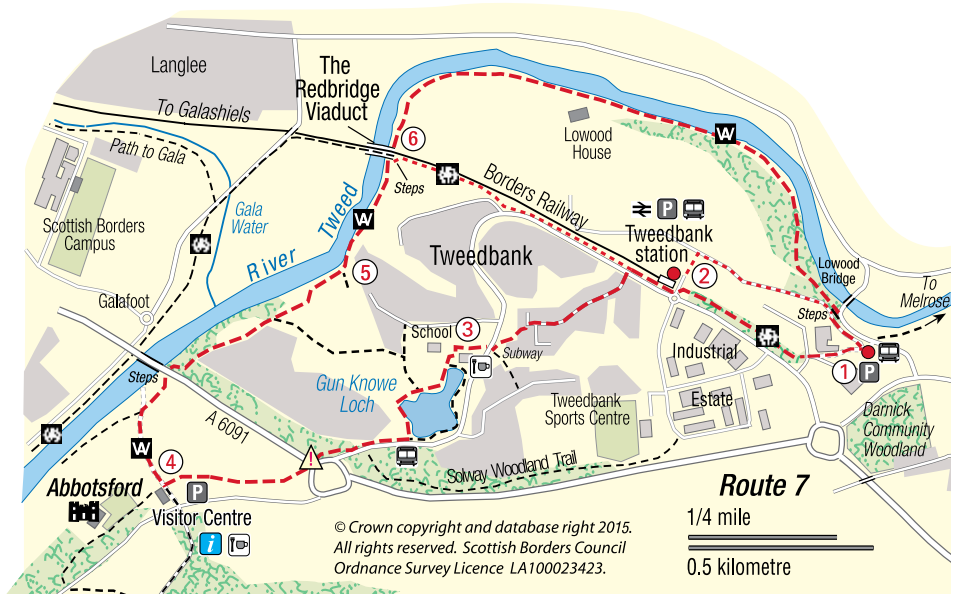 Langlee
The
Redbridge
Viaduct
To Galashiels
Path to Gala
6
Steps
Lowood
House
W
Borders Railway
P
Scottish Borders
Campus
Gala
Water
River Tweed
W
Tweedbank
Tweedbank
station
2
Lowood
Bridge
To
Melrose
5
Galafoot
School
3
Subway
Steps
Industrial
Estate
1
P
Steps
Gun Knowe
Loch
A 6091
Tweedbank
Sports Centre
Darnick
Community
Woodland
W
4
!
Solway Woodland Trail
Abbotsford
P
Visitor Centre
i
Route 7
1/4 mile
0.5 kilometre
© Crown copyright and database right 2015.
All rights reserved. Scottish Borders Council
Ordnance Survey Licence LA100023423.